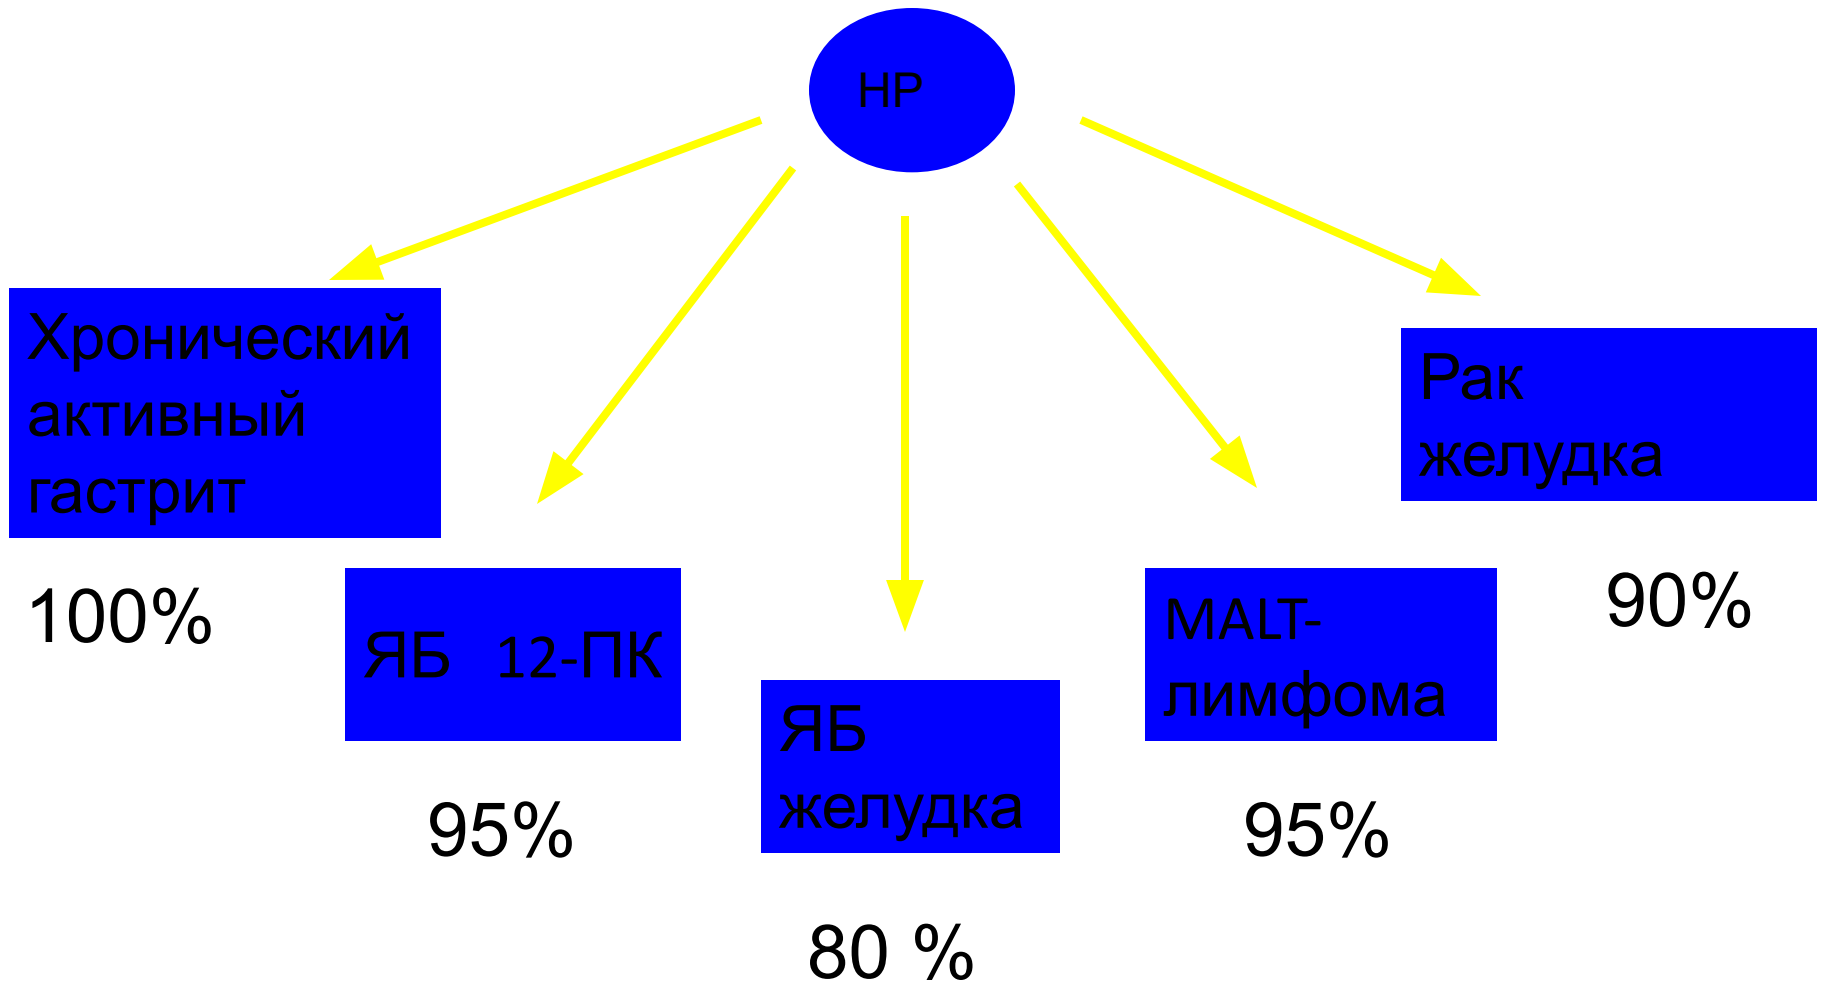 НР
Хронический
активный
гастрит
100%
ЯБ 12-ПК
95%
ЯБ
желудка
80 %
MALT-
лимфома
95%
Рак
желудка
90%